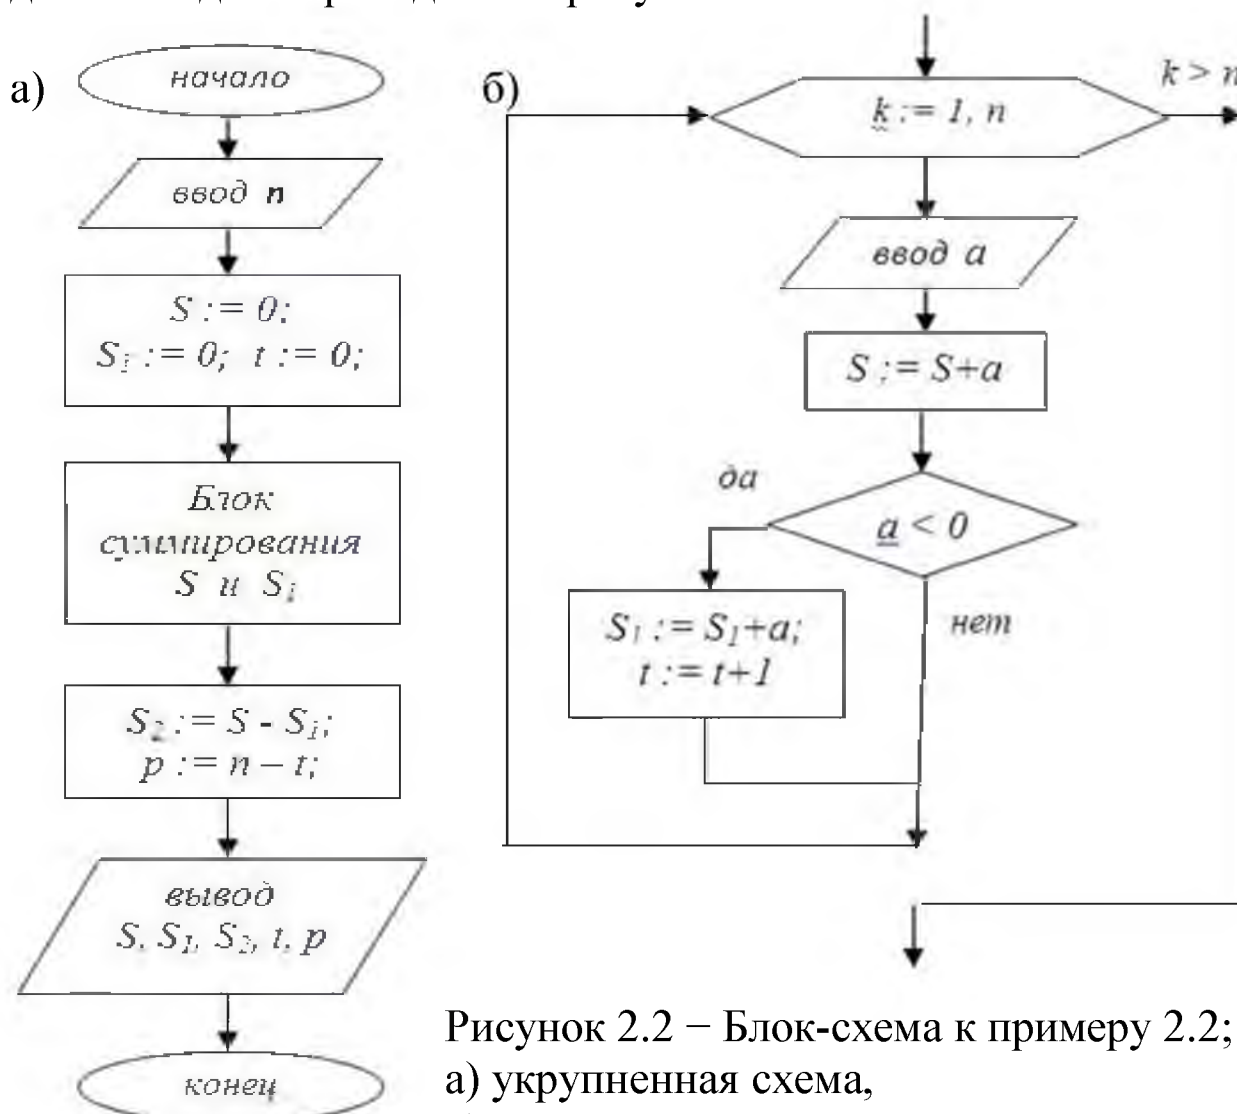 а)
начало
ввод n
S := 0;
S₁ := 0; t := 0;
Блок
суммирования
S и S₁
S₂ := S - S₁;
p := n – t;
вывод
S, S₁, S₂, t, p
конец
б)
k := 1, n
k > n
ввод a
S := S+a
да
a < 0
нет
S₁ := S₁+a;
t := t+1
Рисунок 2.2 − Блок-схема к примеру 2.2;
а) укрупненная схема,